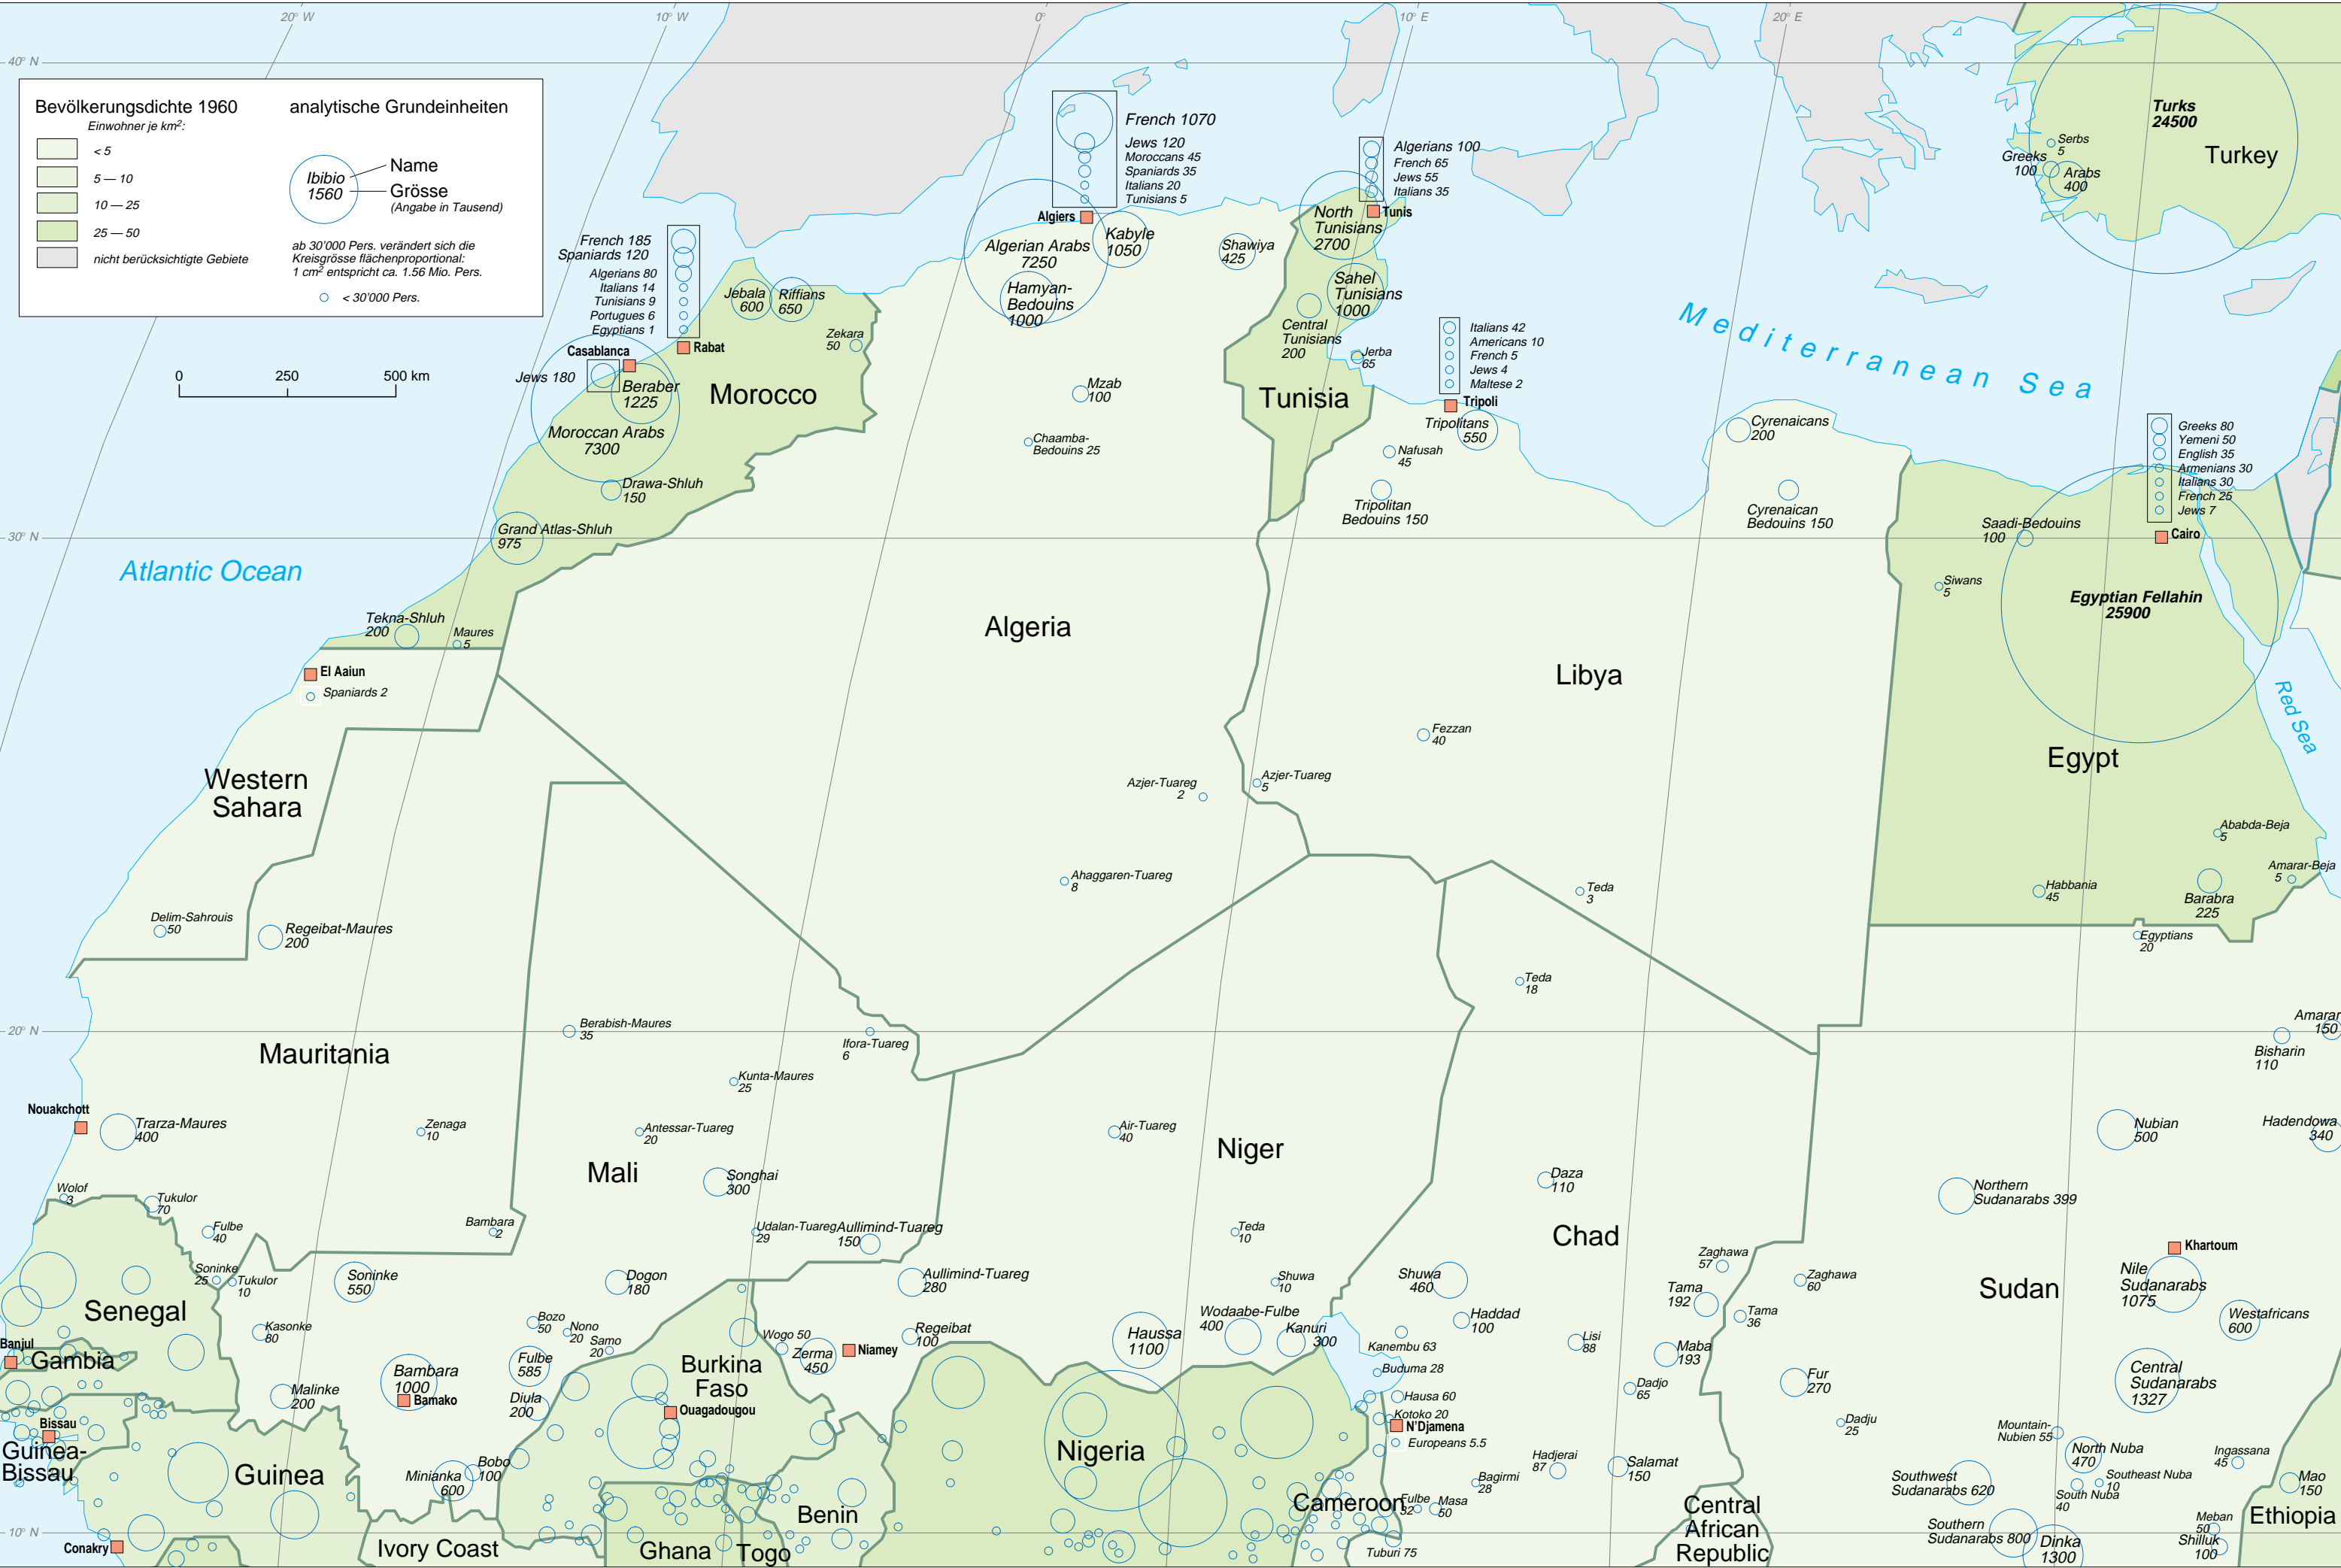 20° W
10° W
0°
10° E
20° E
40° N
30° N
20° N
10° N
Bevölkerungsdichte 1960
Einwohner je km²:
< 5
5 — 10
10 — 25
25 — 50
nicht berücksichtigte Gebiete
analytische Grundeinheiten
Ibibio
1560
Name
Grösse
(Angabe in Tausend)
ab 30'000 Pers. verändert sich die
Kreisgrösse flächenproportional:
1 cm² entspricht ca. 1.56 Mio. Pers.
< 30'000 Pers.
0
250
500 km
French 1070
Jews 120
Moroccans 45
Spaniards 35
Italians 20
Tunisians 5
Algiers
Algerian Arabs
7250
Kabyle
1050
Hamyan-
Bedouins
1000
Shawiya
425
Algerians 100
French 65
Jews 55
Italians 35
Tunis
North
Tunisians
2700
Sahel
Tunisians
1000
Central
Tunisians
200
Jerba
65
Tunisia
Turks
24500
Turkey
Serbs
5
Greeks
100
Arabs
400
French 185
Spaniards 120
Algerians 80
Italians 14
Tunisians 9
Portugues 6
Egyptians 1
Rabat
Jebala
600
Riffians
650
Zekara
50
Casablanca
Jews 180
Beraber
1225
Morocco
Moroccan Arabs
7300
Drawa-Shluh
150
Grand Atlas-Shluh
975
Tekna-Shluh
200
Maures
5
Atlantic Ocean
Mediterranean Sea
Red Sea
Mzab
100
Chaamba-
Bedouins 25
Algeria
Azjer-Tuareg
2
Azjer-Tuareg
5
Ahaggaren-Tuareg
8
Italians 42
Americans 10
French 5
Jews 4
Maltese 2
Tripoli
Tripolitans
550
Nafusah
45
Tripolitan
Bedouins 150
Cyrenaicans
200
Cyrenaican
Bedouins 150
Libya
Fezzan
40
Teda
3
Greeks 80
Yemeni 50
English 35
Armenians 30
Italians 30
French 25
Jews 7
Cairo
Saadi-Bedouins
100
Siwans
5
Egyptian Fellahin
25900
Egypt
Ababda-Beja
5
Amarar-Beja
5
Habbania
45
Barabra
225
El Aaiun
Spaniards 2
Western
Sahara
Delim-Sahrouis
50
Regeibat-Maures
200
Mauritania
Nouakchott
Trarza-Maures
400
Zenaga
10
Wolof
3
Tukulor
70
Fulbe
40
Bambara
2
Soninke
25
Tukulor
10
Berabish-Maures
35
Ifora-Tuareg
6
Kunta-Maures
25
Antessar-Tuareg
20
Mali
Songhai
300
Udalan-Tuareg
29
Aullimind-Tuareg
150
Soninke
550
Dogon
180
Kasonke
80
Bozo
50
Nono
20
Samo
20
Fulbe
585
Bambara
1000
Bamako
Malinke
200
Diula
200
Minianka
600
Bobo
100
Air-Tuareg
40
Niger
Teda
10
Shuwa
10
Aullimind-Tuareg
280
Regeibat
100
Wogo 50
Zerma
450
Niamey
Haussa
1100
Wodaabe-Fulbe
400
Kanuri
300
Teda
18
Daza
110
Chad
Shuwa
460
Haddad
100
Kanembu 63
Buduma 28
Hausa 60
Kotoko 20
N'Djamena
Europeans 5.5
Lisi
88
Zaghawa
57
Tama
192
Maba
193
Dadjo
65
Hadjerai
87
Salamat
150
Bagirmi
28
Fulbe
32
Masa
50
Tuburi 75
Egyptians
20
Amarar
150
Bisharin
110
Nubian
500
Hadendowa
340
Northern
Sudanarabs 399
Khartoum
Nile
Sudanarabs
1075
Sudan
Westafricans
600
Zaghawa
60
Tama
36
Fur
270
Dadju
25
Central
Sudanarabs
1327
Mountain-
Nubien 55
North Nuba
470
Southeast Nuba
10
South Nuba
40
Ingassana
45
Mao
150
Southwest
Sudanarabs 620
Southern
Sudanarabs 800
Dinka
1300
Meban
50
Shilluk
100
Ethiopia
Senegal
Banjul
Gambia
Bissau
Guinea-
Bissau
Guinea
Conakry
Ivory Coast
Burkina
Faso
Ouagadougou
Ghana
Togo
Benin
Nigeria
Cameroon
Central
African
Republic